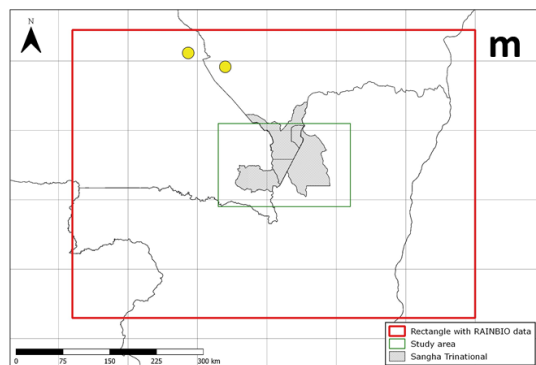 N
m
Rectangle with RAINBIO data
Study area
Sangha Trinational
0 75 150 225 300 km